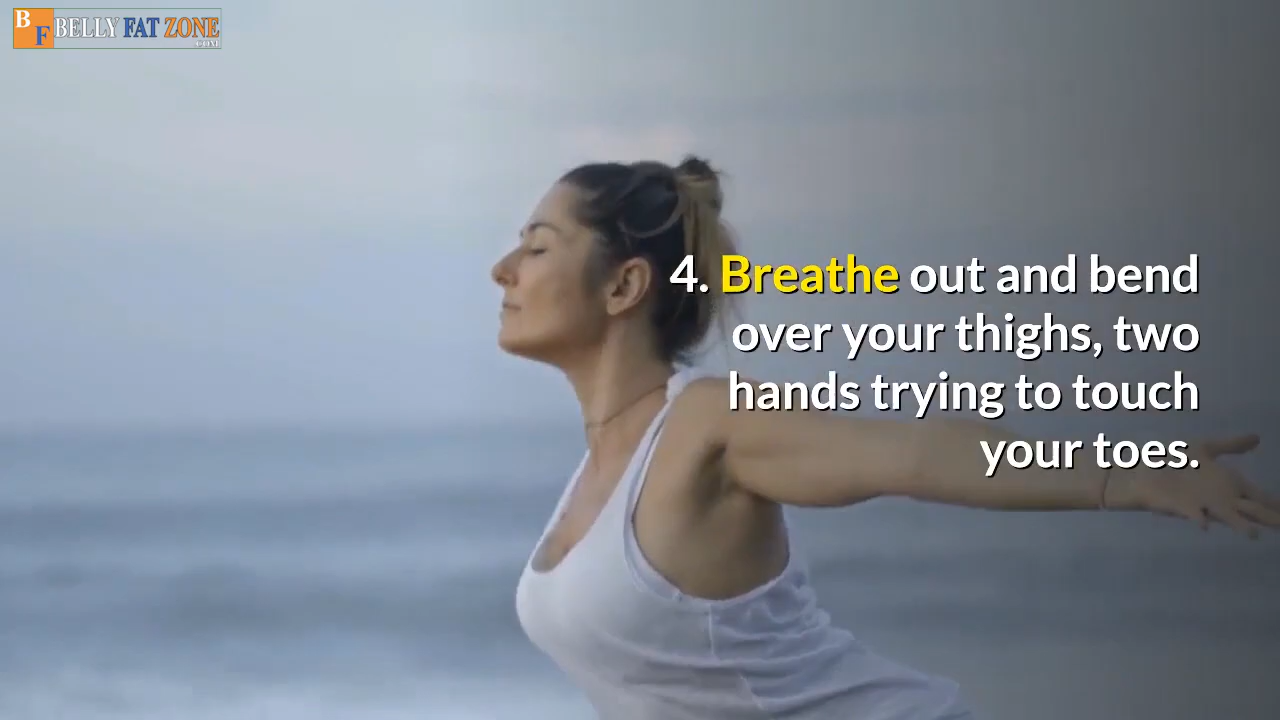 BF BELLY FAT ZONE
.COM
4. Breathe out and bend
over your thighs, two
hands trying to touch
your toes.